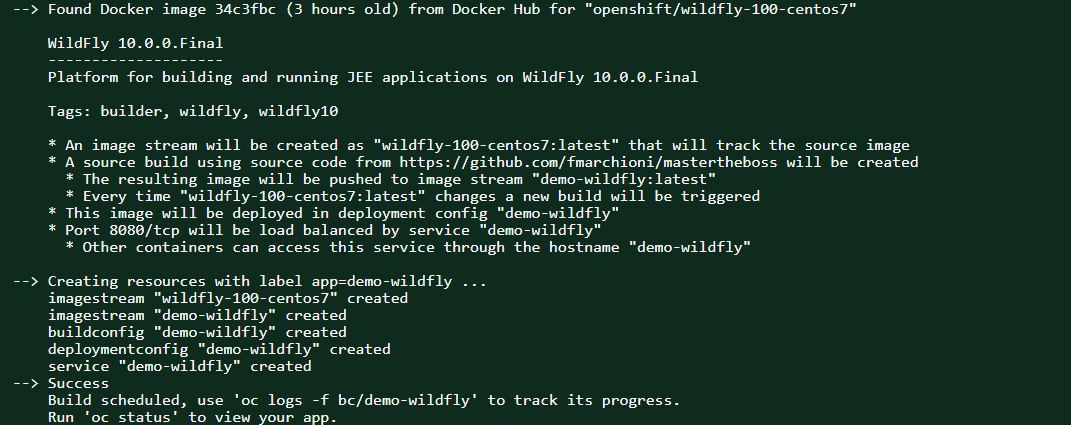 --> Found Docker image 34c3fbc (3 hours old) from Docker Hub for "openshift/wildfly-100-centos7"
WildFly 10.0.0.Final
--------------------
Platform for building and running JEE applications on WildFly 10.0.0.Final
Tags: builder, wildfly, wildfly10
* An image stream will be created as "wildfly-100-centos7:latest" that will track the source image
* A source build using source code from https://github.com/fmarchioni/mastertheboss will be created
* The resulting image will be pushed to image stream "demo-wildfly:latest"
* Every time "wildfly-100-centos7:latest" changes a new build will be triggered
* This image will be deployed in deployment config "demo-wildfly"
* Port 8080/tcp will be load balanced by service "demo-wildfly"
* Other containers can access this service through the hostname "demo-wildfly"
--> Creating resources with label app=demo-wildfly ...
imagestream "wildfly-100-centos7" created
imagestream "demo-wildfly" created
buildconfig "demo-wildfly" created
deploymentconfig "demo-wildfly" created
service "demo-wildfly" created
--> Success
Build scheduled, use 'oc logs -f bc/demo-wildfly' to track its progress.
Run 'oc status' to view your app.